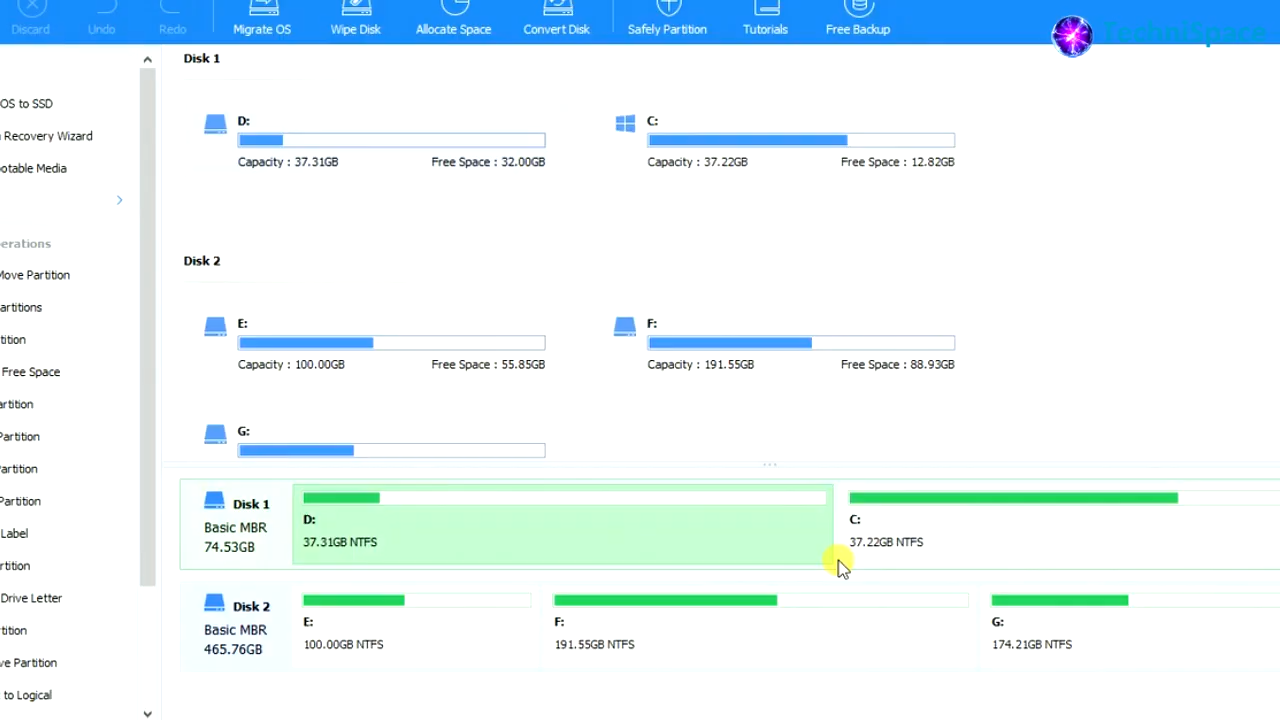 Discard
Undo
Redo
Migrate OS
Wipe Disk
Allocate Space
Convert Disk
Safely Partition
Tutorials
Free Backup
TechniSpace
OS to SSD
Recovery Wizard
otable Media
erations
Move Partition
artitions
tition
Free Space
artition
Partition
Partition
Partition
Label
rtition
Drive Letter
tition
ve Partition
to Logical
Disk 1
D:
Capacity : 37.31GB
Free Space : 32.00GB
C:
Capacity : 37.22GB
Free Space : 12.82GB
Disk 2
E:
Capacity : 100.00GB
Free Space : 55.85GB
F:
Capacity : 191.55GB
Free Space : 88.93GB
G:
Disk 1
Basic MBR
74.53GB
D:
37.31GB NTFS
C:
37.22GB NTFS
Disk 2
Basic MBR
465.76GB
E:
100.00GB NTFS
F:
191.55GB NTFS
G:
174.21GB NTFS